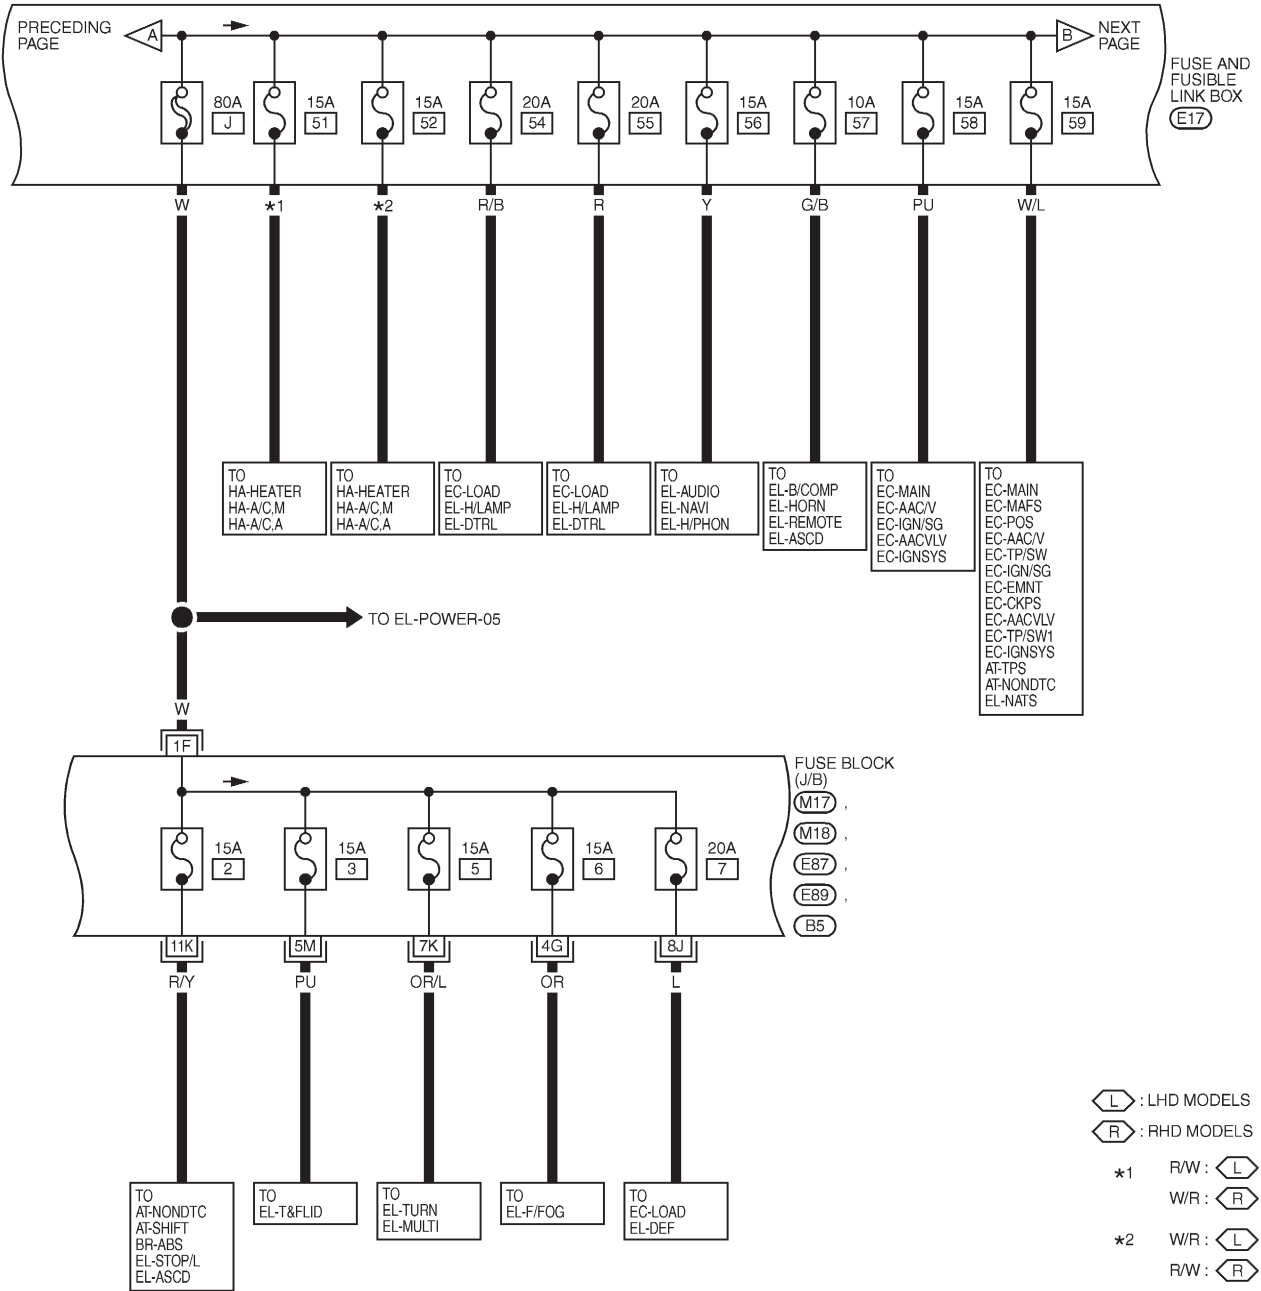 PRECEDING
PAGE
A
B
NEXT
PAGE
FUSE AND
FUSIBLE
LINK BOX
E17
80A
J
15A
51
15A
52
20A
54
20A
55
15A
56
10A
57
15A
58
15A
59
W
*1
*2
R/B
R
Y
G/B
PU
W/L
TO
HA-HEATER
HA-A/C,M
HA-A/C,A
TO
HA-HEATER
HA-A/C,M
HA-A/C,A
TO
EC-LOAD
EL-H/LAMP
EL-DTRL
TO
EC-LOAD
EL-H/LAMP
EL-DTRL
TO
EL-AUDIO
EL-NAVI
EL-H/PHON
TO
EL-B/COMP
EL-HORN
EL-REMOTE
EL-ASCD
TO
EC-MAIN
EC-AAC/V
EC-IGN/SG
EC-AACVLV
EC-IGNSYS
TO
EC-MAIN
EC-MAFS
EC-POS
EC-AAC/V
EC-TP/SW
EC-IGN/SG
EC-EMNT
EC-CKPS
EC-AACVLV
EC-TP/SW1
EC-IGNSYS
AT-TPS
AT-NONDTC
EL-NATS
TO EL-POWER-05
W
1F
FUSE BLOCK
(J/B)
M17 ,
M18 ,
E87 ,
E89 ,
B5
15A
2
15A
3
15A
5
15A
6
20A
7
11K
5M
7K
4G
8J
R/Y
PU
OR/L
OR
L
TO
AT-NONDTC
AT-SHIFT
BR-ABS
EL-STOP/L
EL-ASCD
TO
EL-T&FLID
TO
EL-TURN
EL-MULTI
TO
EL-F/FOG
TO
EC-LOAD
EL-DEF
L : LHD MODELS
R : RHD MODELS
*1 R/W : L
W/R : R
*2 W/R : L
R/W : R